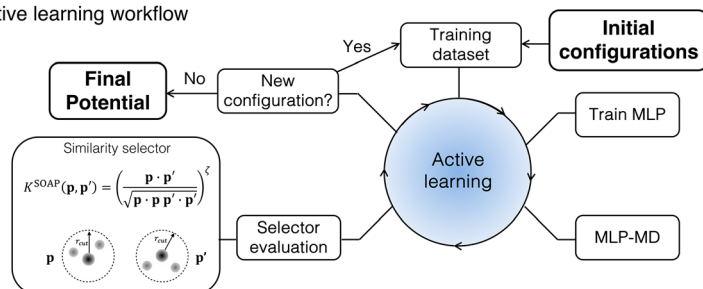 tive learning workflow
Initial
configurations
Training
dataset
Yes
No
Final
Potential
New
configuration?
Train MLP
Active
learning
Similarity selector
K^SOAP(p, p′) = (p · p′ / √(p · p p′ · p′))^ζ
Selector
evaluation
MLP-MD
r_cut
r_cut
p
p′